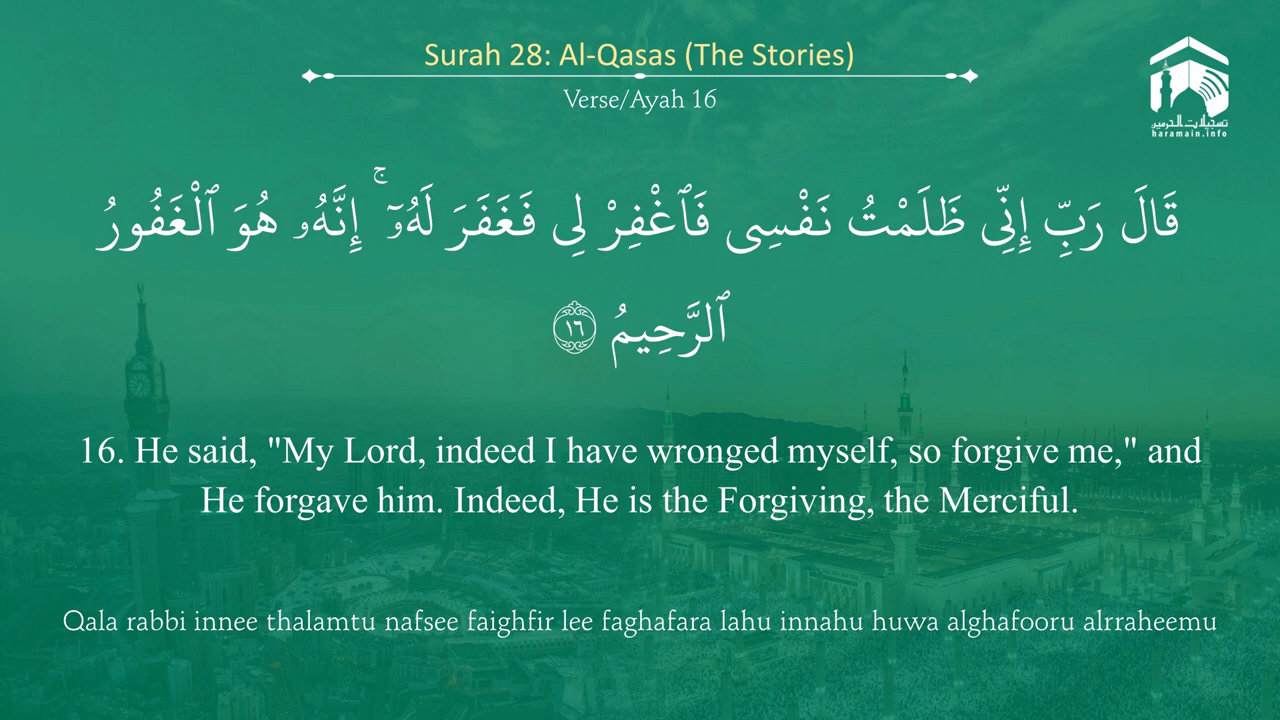 Surah 28: Al-Qasas (The Stories)
Verse/Ayah 16
تسجيلات الحرمين
haramain.info
قَالَ رَبِّ إِنِّى ظَلَمْتُ نَفْسِى فَٱغْفِرْ لِى فَغَفَرَ لَهُۥٓ ۚ إِنَّهُۥ هُوَ ٱلْغَفُورُ
ٱلرَّحِيمُ ١٦
16. He said, "My Lord, indeed I have wronged myself, so forgive me," and
He forgave him. Indeed, He is the Forgiving, the Merciful.
Qala rabbi innee thalamtu nafsee faighfir lee faghafara lahu innahu huwa alghafooru alrraheemu